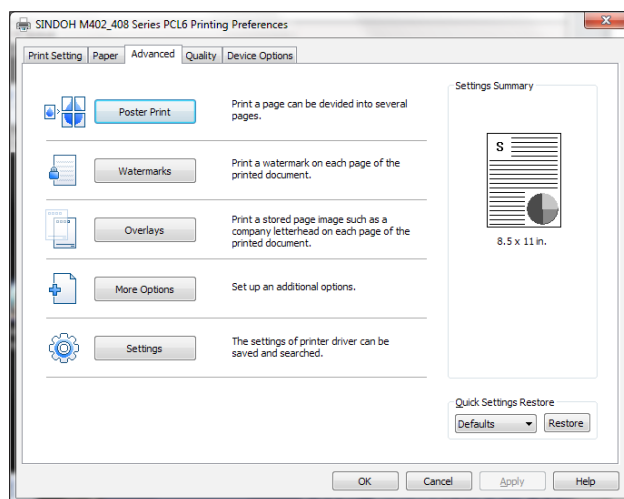 SINDOH M402_408 Series PCL6 Printing Preferences
Print Setting Paper Advanced Quality Device Options
Poster Print
Print a page can be devided into several
pages.
Watermarks
Print a watermark on each page of the
printed document.
Overlays
Print a stored page image such as a
company letterhead on each page of the
printed document.
More Options
Set up an additional options.
Settings
The settings of printer driver can be
saved and searched.
Settings Summary
S
8.5 x 11 in.
Quick Settings Restore
Defaults Restore
OK Cancel Apply Help